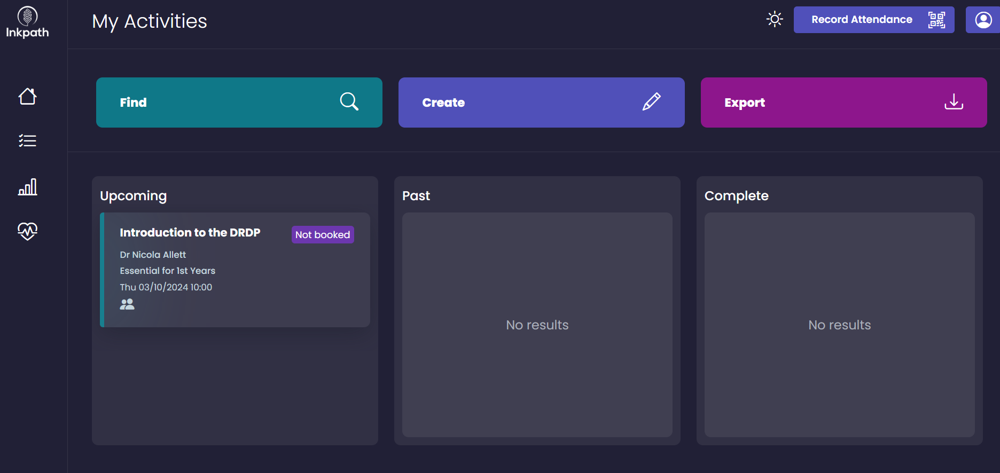 Inkpath
My Activities
Record Attendance
Find
Create
Export
Upcoming
Introduction to the DRDP
Not booked
Dr Nicola Allett
Essential for 1st Years
Thu 03/10/2024 10:00
Past
No results
Complete
No results